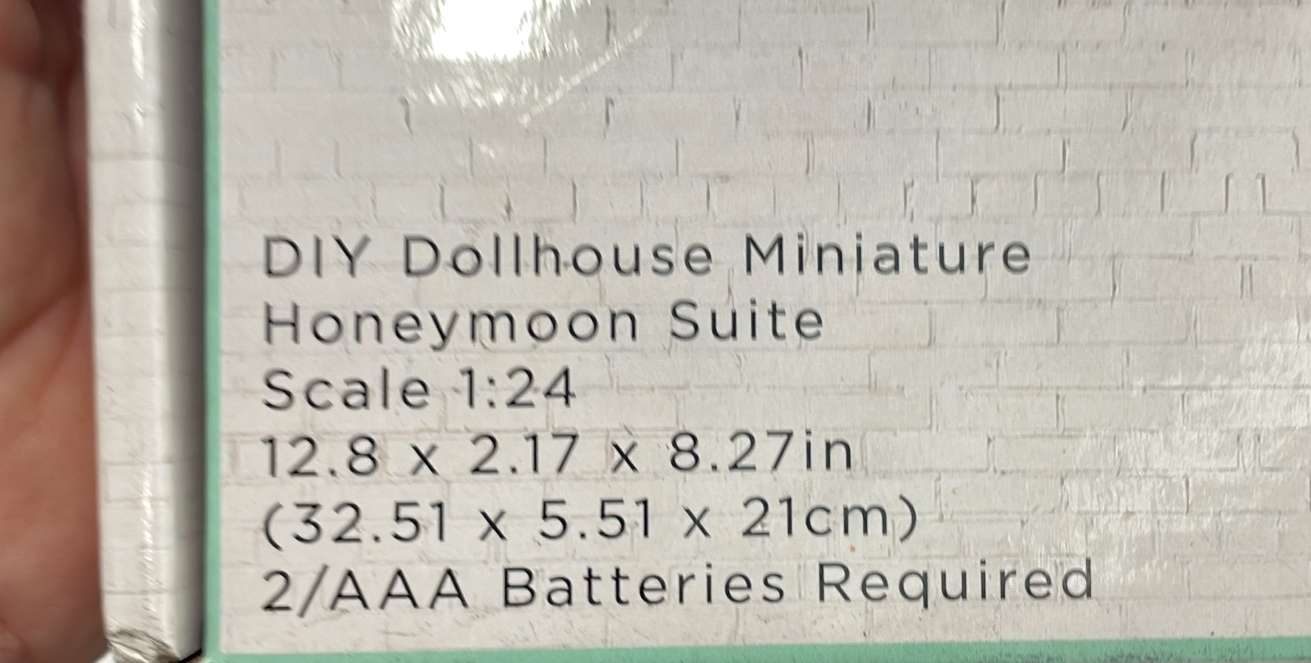 DIY Dollhouse Miniature
Honeymoon Suite
Scale 1:24
12.8 x 2.17 x 8.27in
(32.51 x 5.51 x 21cm)
2/AAA Batteries Required